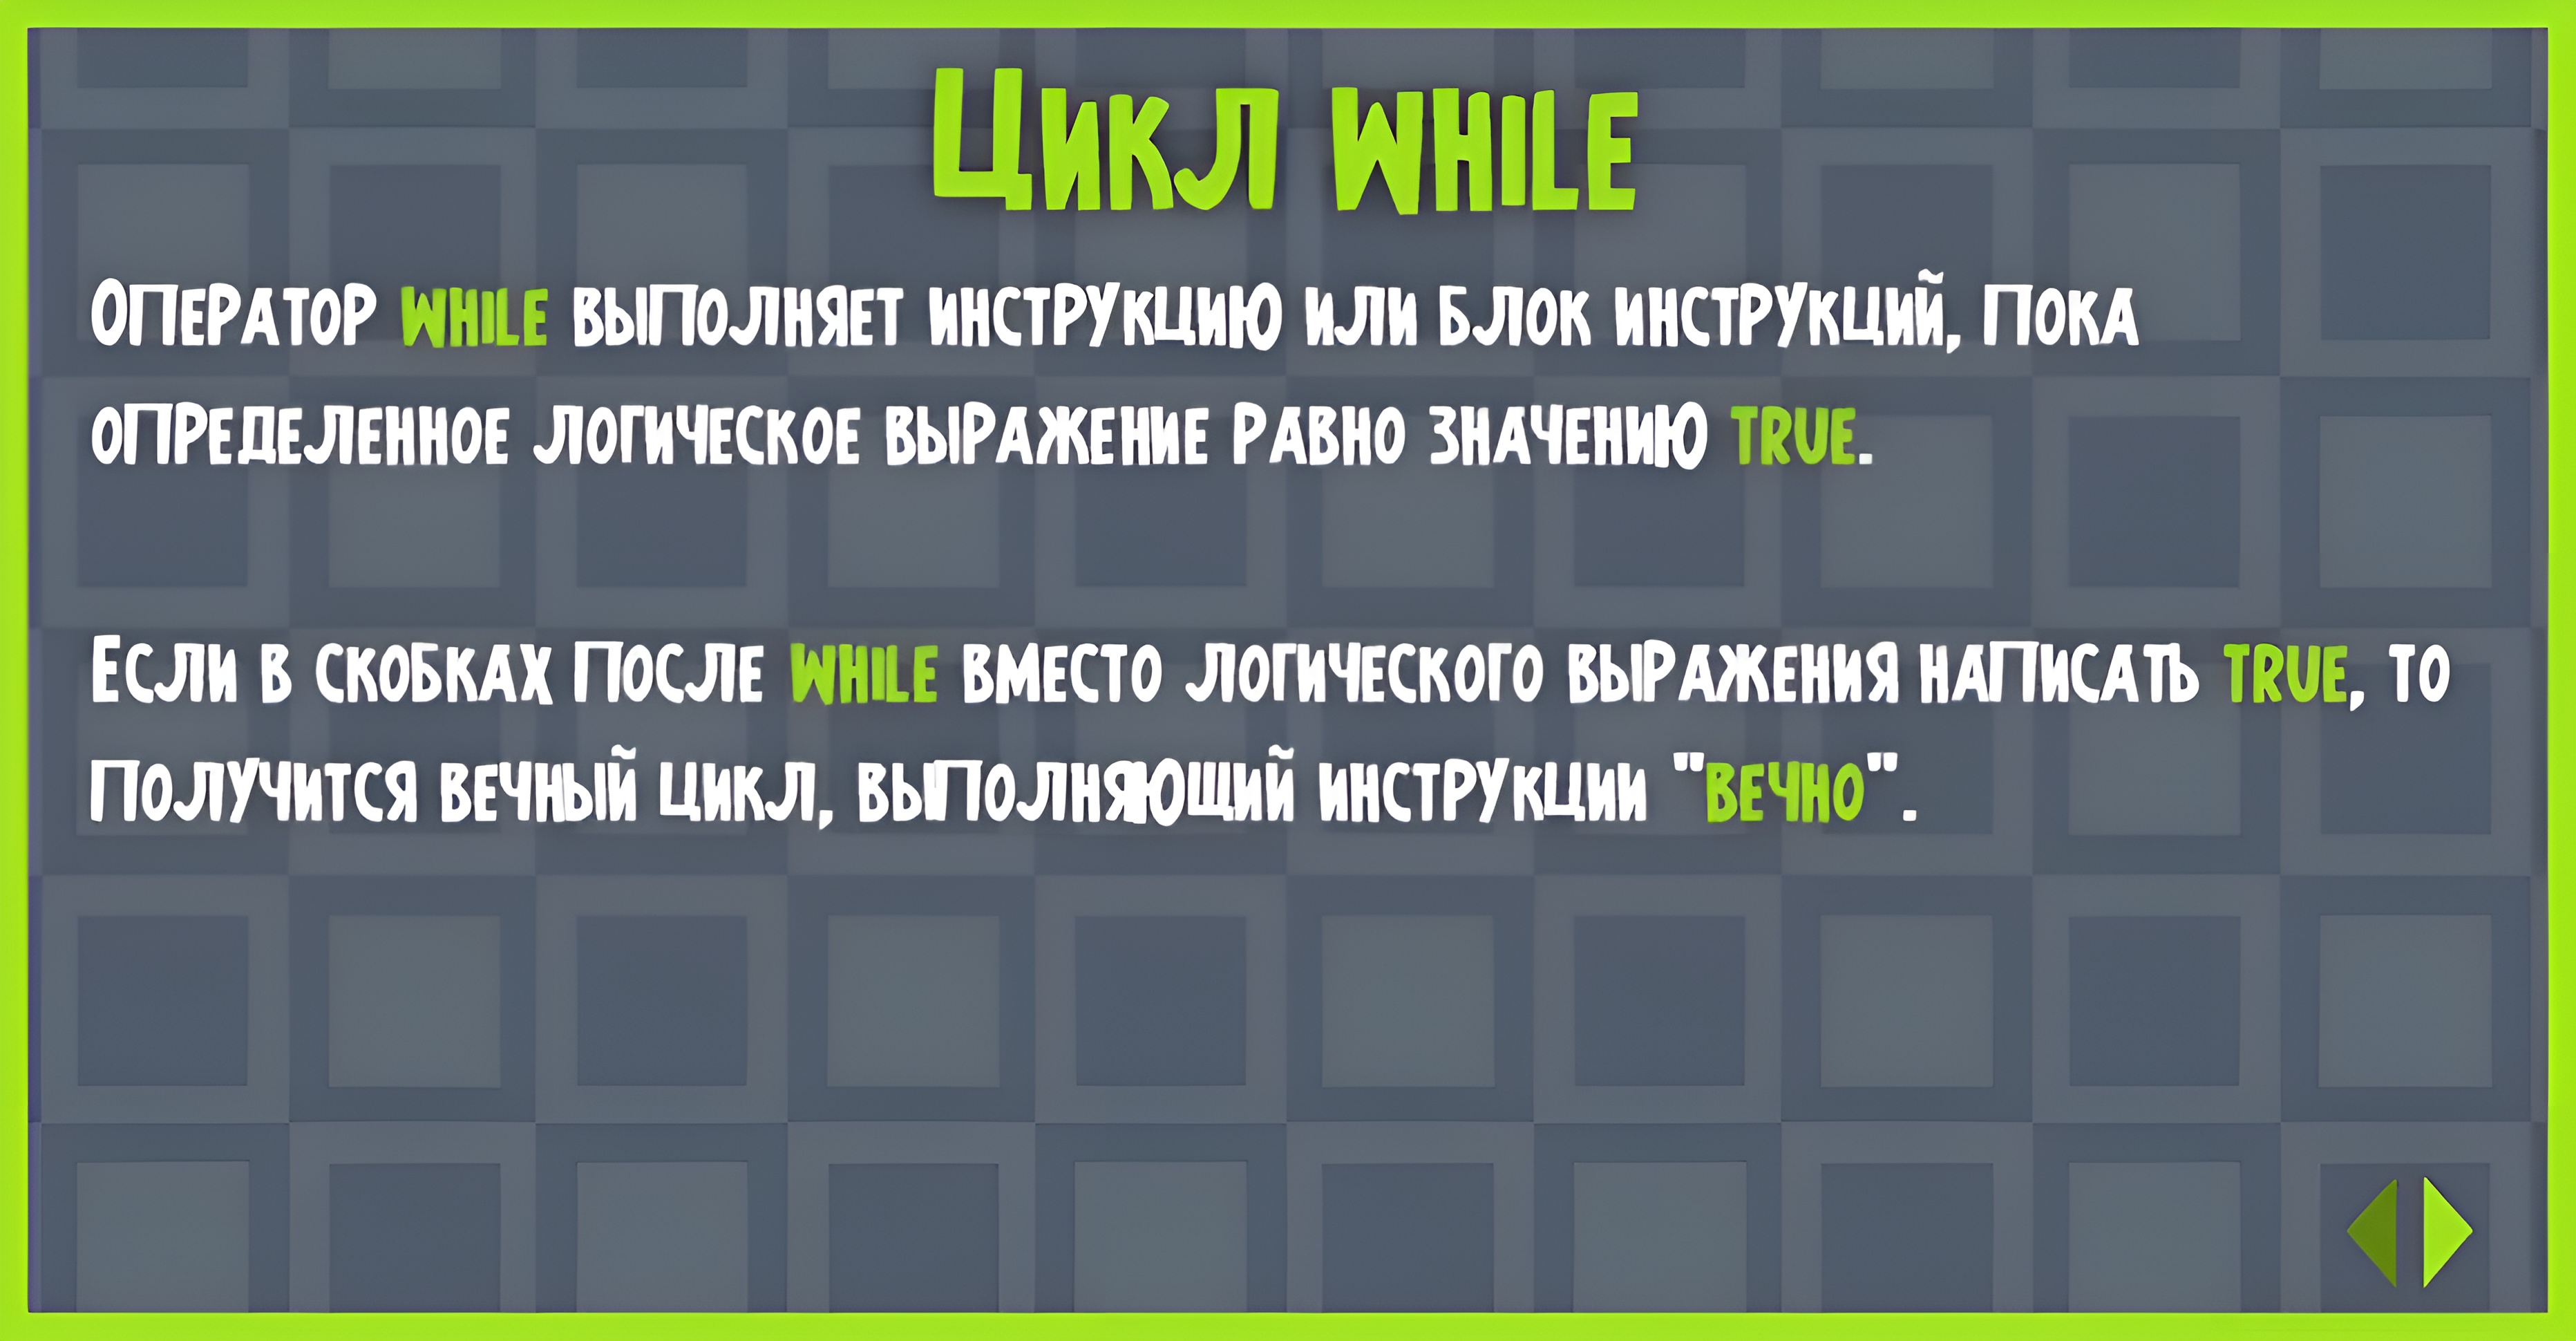 Цикл while
Оператор while выполняет инструкцию или блок инструкций, пока
определенное логическое выражение равно значению true.
Если в скобках после while вместо логического выражения написать true, то
получится вечный цикл, выполняющий инструкции "вечно".